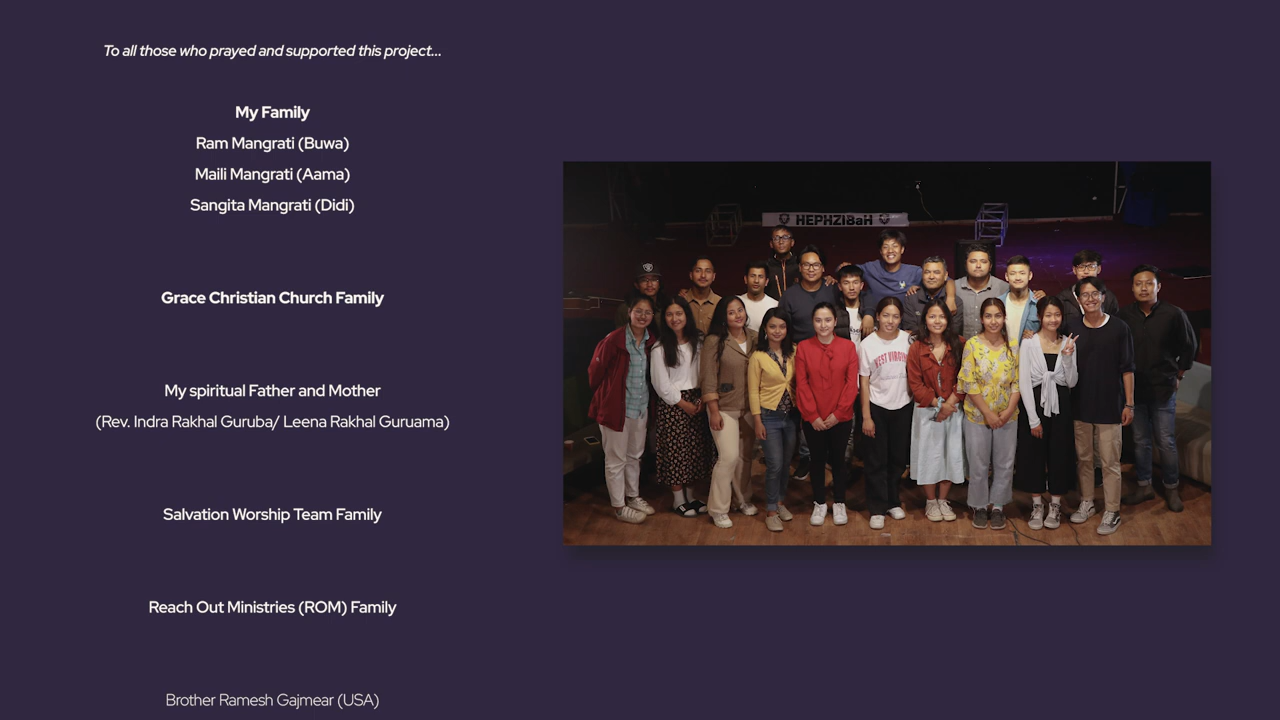 To all those who prayed and supported this project...
My Family
Ram Mangrati (Buwa)
Maili Mangrati (Aama)
Sangita Mangrati (Didi)
Grace Christian Church Family
My spiritual Father and Mother
(Rev. Indra Rakhal Guruba/ Leena Rakhal Guruama)
Salvation Worship Team Family
Reach Out Ministries (ROM) Family
Brother Ramesh Gajmear (USA)
HEPHZIBaH
WEST VIRGINIA